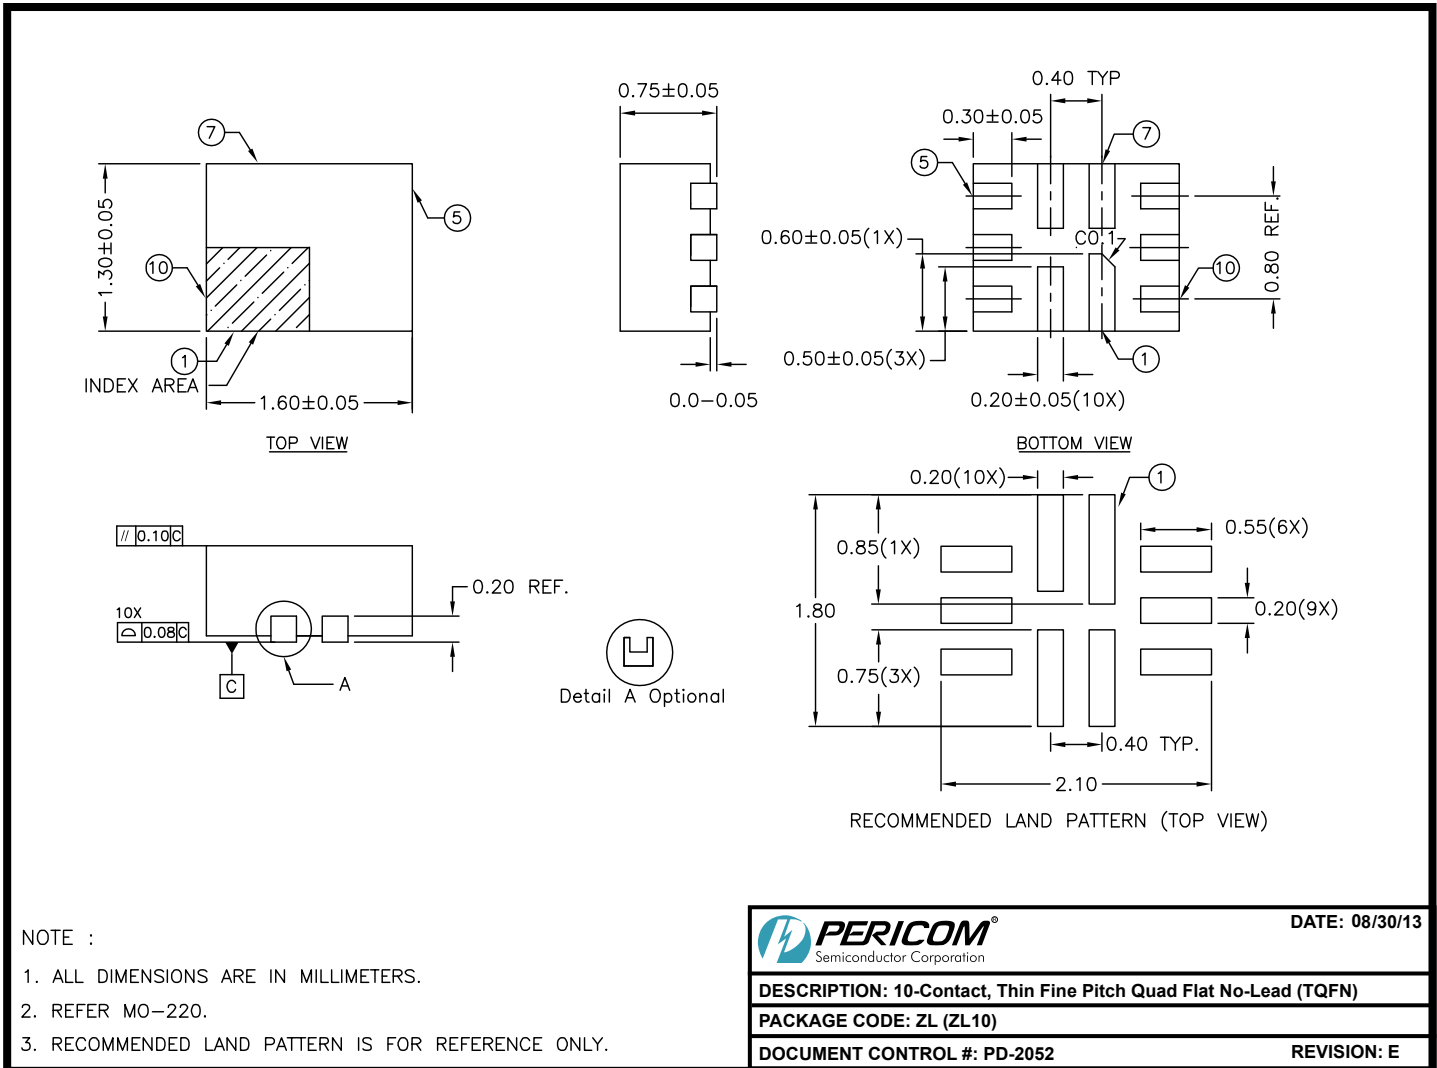 0.75±0.05
0.40 TYP
0.30±0.05
7
7
5
5
1.30±0.05
0.60±0.05(1X)
C0.1
0.80 REF.
10
10
1
INDEX AREA
0.50±0.05(3X)
1
1.60±0.05
0.0-0.05
0.20±0.05(10X)
TOP VIEW
BOTTOM VIEW
0.20(10X)
1
// 0.10 C
0.85(1X)
0.55(6X)
0.20 REF.
10X
⌓ 0.08 C
1.80
0.20(9X)
C
A
0.75(3X)
Detail A Optional
0.40 TYP.
2.10
RECOMMENDED LAND PATTERN (TOP VIEW)
NOTE :
1. ALL DIMENSIONS ARE IN MILLIMETERS.
2. REFER MO-220.
3. RECOMMENDED LAND PATTERN IS FOR REFERENCE ONLY.
PERICOM®
Semiconductor Corporation
DATE: 08/30/13
DESCRIPTION: 10-Contact, Thin Fine Pitch Quad Flat No-Lead (TQFN)
PACKAGE CODE: ZL (ZL10)
DOCUMENT CONTROL #: PD-2052
REVISION: E